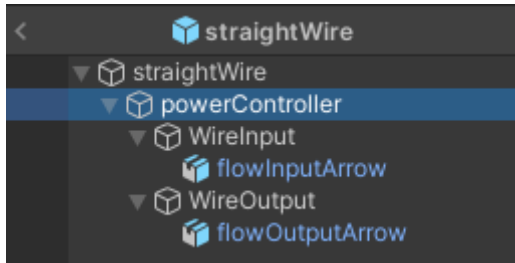 straightWire
straightWire
powerController
WireInput
flowInputArrow
WireOutput
flowOutputArrow